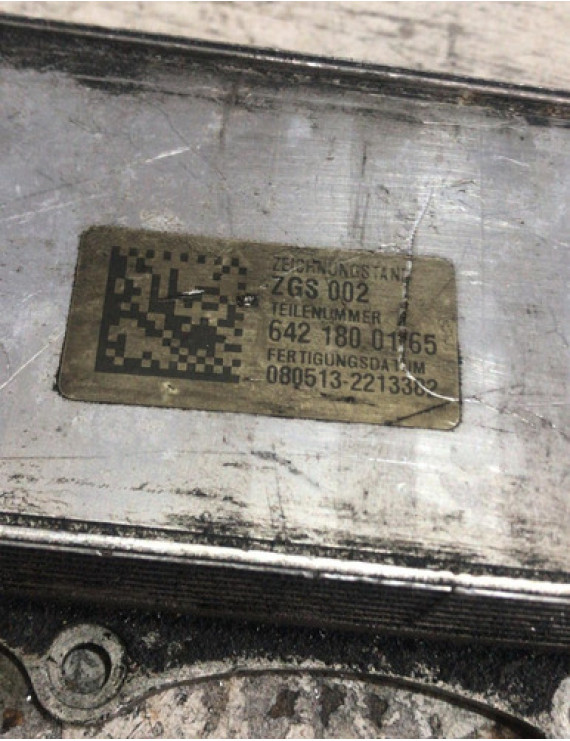 ZEICHNUNGSTAND
ZGS 002
TEILENUMMER
642 180 01 65
FERTIGUNGSDATUM
080513-2213382